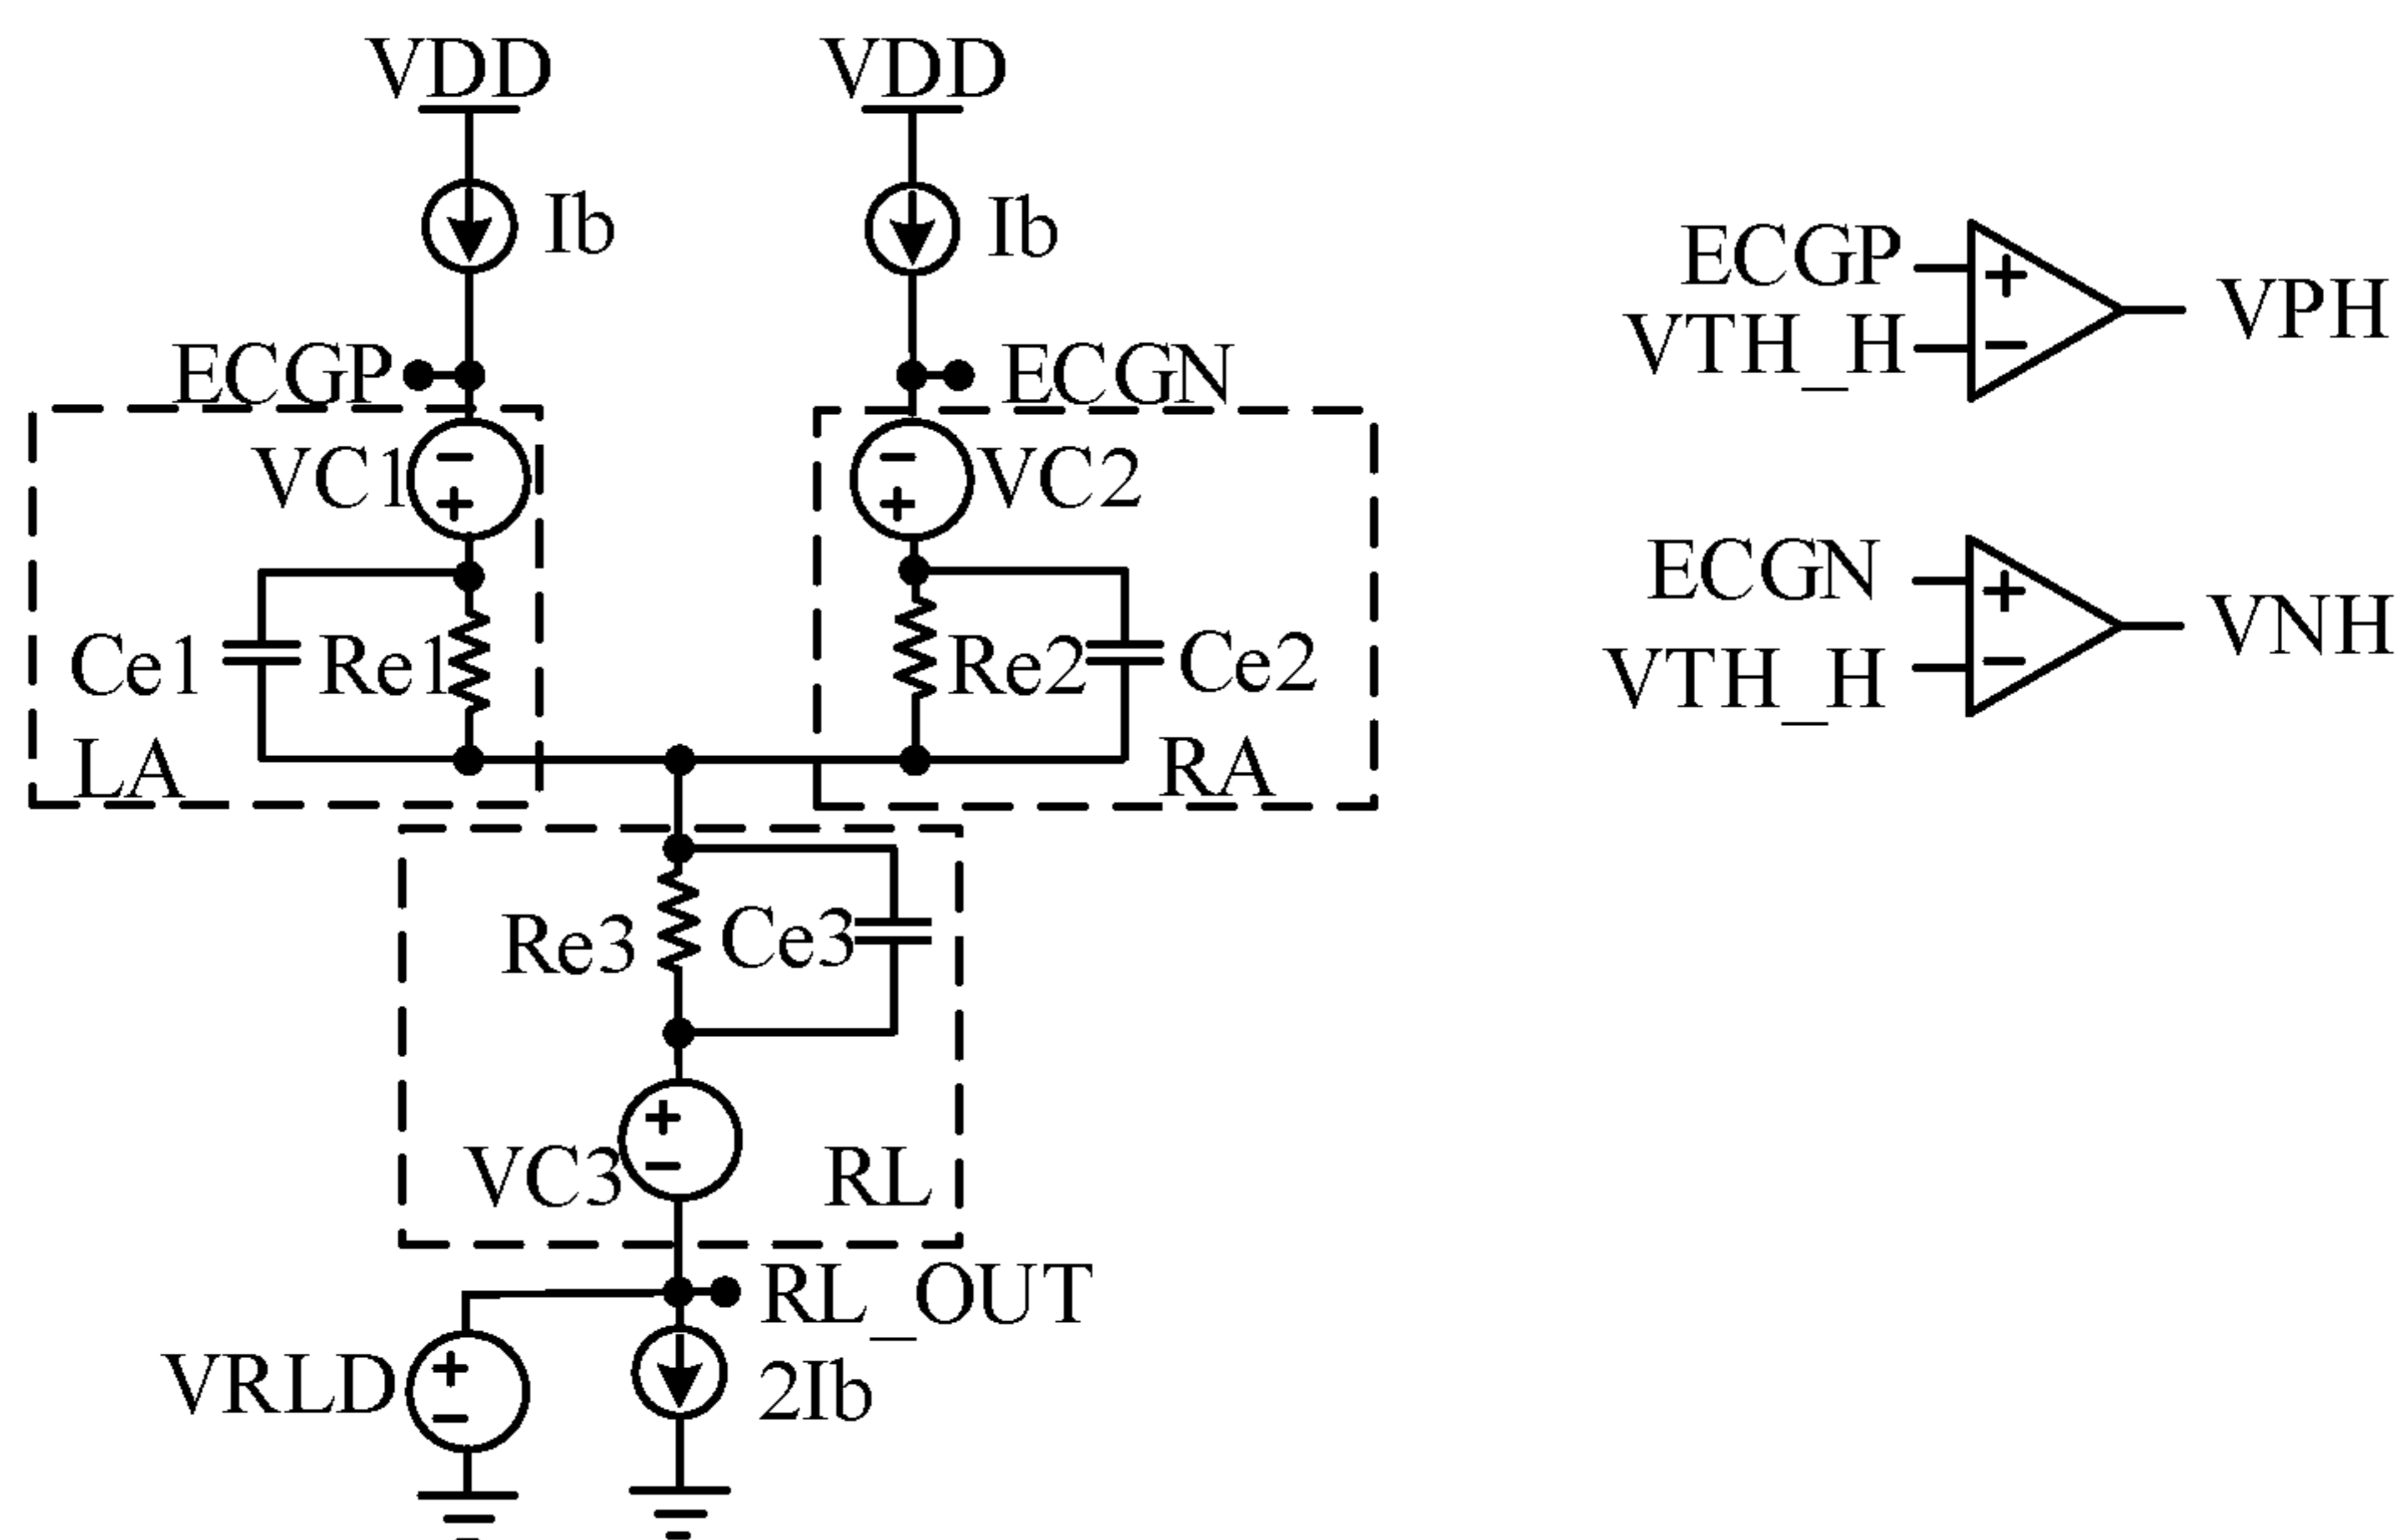 VDD VDD
Ib Ib
ECGP VPH
VTH_H
ECGP ECGN
VC1 VC2
ECGN VNH
VTH_H
Ce1 Re1 Re2 Ce2
LA RA
Re3 Ce3
VC3 RL
RL_OUT
VRLD 2Ib